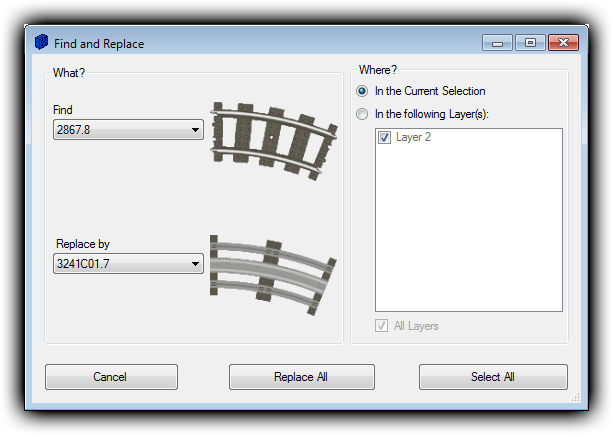 Find and Replace
What?
Find
2867.8
Replace by
3241C01.7
Where?
In the Current Selection
In the following Layer(s):
Layer 2
All Layers
Cancel
Replace All
Select All